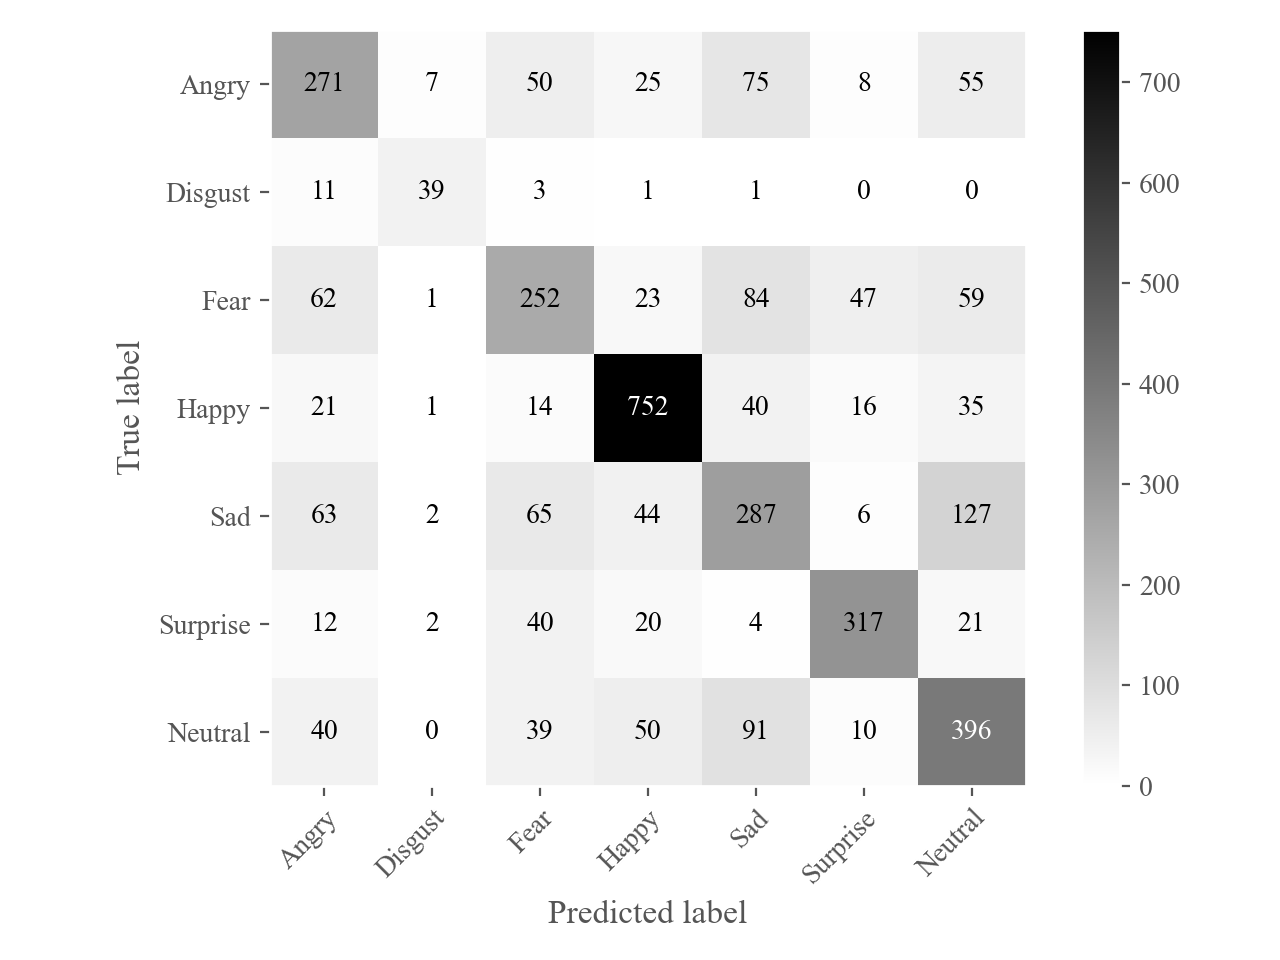 Angry 271 7 50 25 75 8 55
Disgust 11 39 3 1 1 0 0
Fear 62 1 252 23 84 47 59
Happy 21 1 14 752 40 16 35
Sad 63 2 65 44 287 6 127
Surprise 12 2 40 20 4 317 21
Neutral 40 0 39 50 91 10 396
Angry Disgust Fear Happy Sad Surprise Neutral
Predicted label
True label
700
600
500
400
300
200
100
0